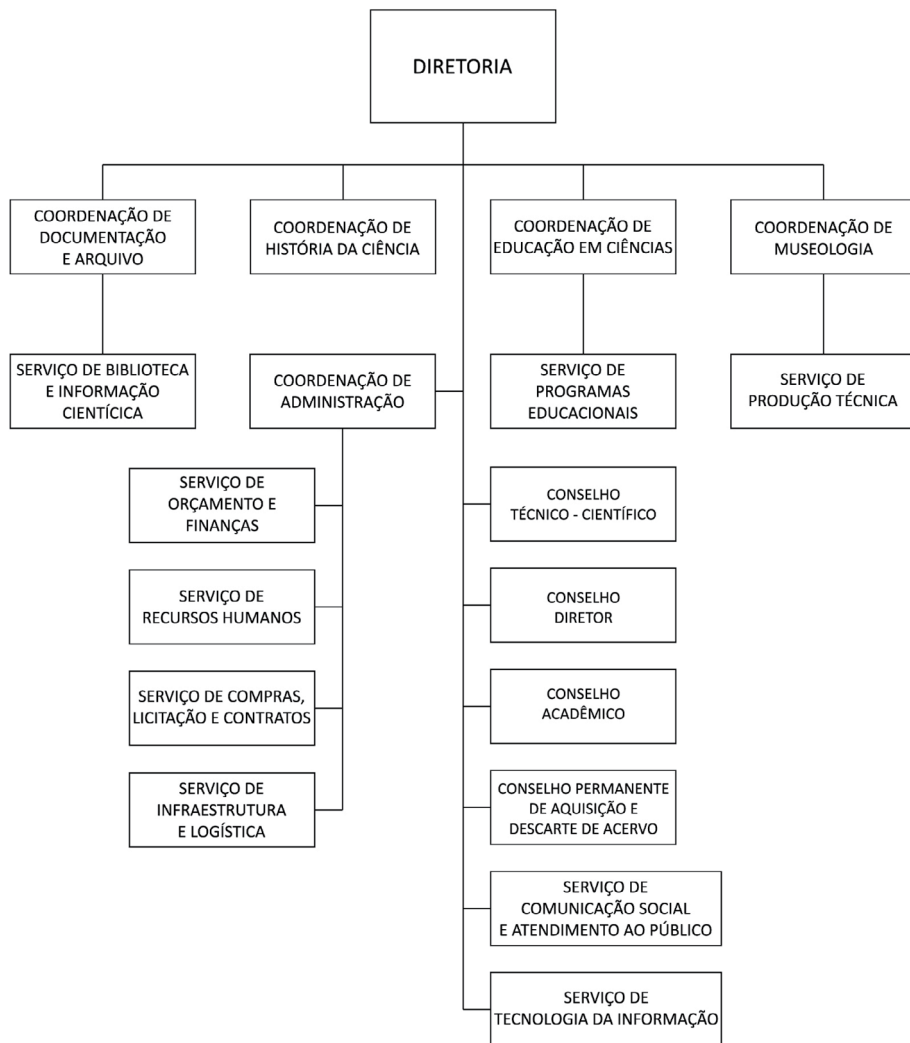 DIRETORIA
COORDENAÇÃO DE
DOCUMENTAÇÃO
E ARQUIVO
COORDENAÇÃO DE
HISTÓRIA DA CIÊNCIA
COORDENAÇÃO DE
EDUCAÇÃO EM CIÊNCIAS
COORDENAÇÃO DE
MUSEOLOGIA
SERVIÇO DE BIBLIOTECA
E INFORMAÇÃO
CIENTÍCICA
COORDENAÇÃO DE
ADMINISTRAÇÃO
SERVIÇO DE
PROGRAMAS
EDUCACIONAIS
SERVIÇO DE
PRODUÇÃO TÉCNICA
SERVIÇO DE
ORÇAMENTO E
FINANÇAS
CONSELHO
TÉCNICO - CIENTÍFICO
SERVIÇO DE
RECURSOS HUMANOS
CONSELHO
DIRETOR
SERVIÇO DE COMPRAS,
LICITAÇÃO E CONTRATOS
CONSELHO
ACADÊMICO
SERVIÇO DE
INFRAESTRUTURA
E LOGÍSTICA
CONSELHO PERMANENTE
DE AQUISIÇÃO E
DESCARTE DE ACERVO
SERVIÇO DE
COMUNICAÇÃO SOCIAL
E ATENDIMENTO AO PÚBLICO
SERVIÇO DE
TECNOLOGIA DA INFORMAÇÃO